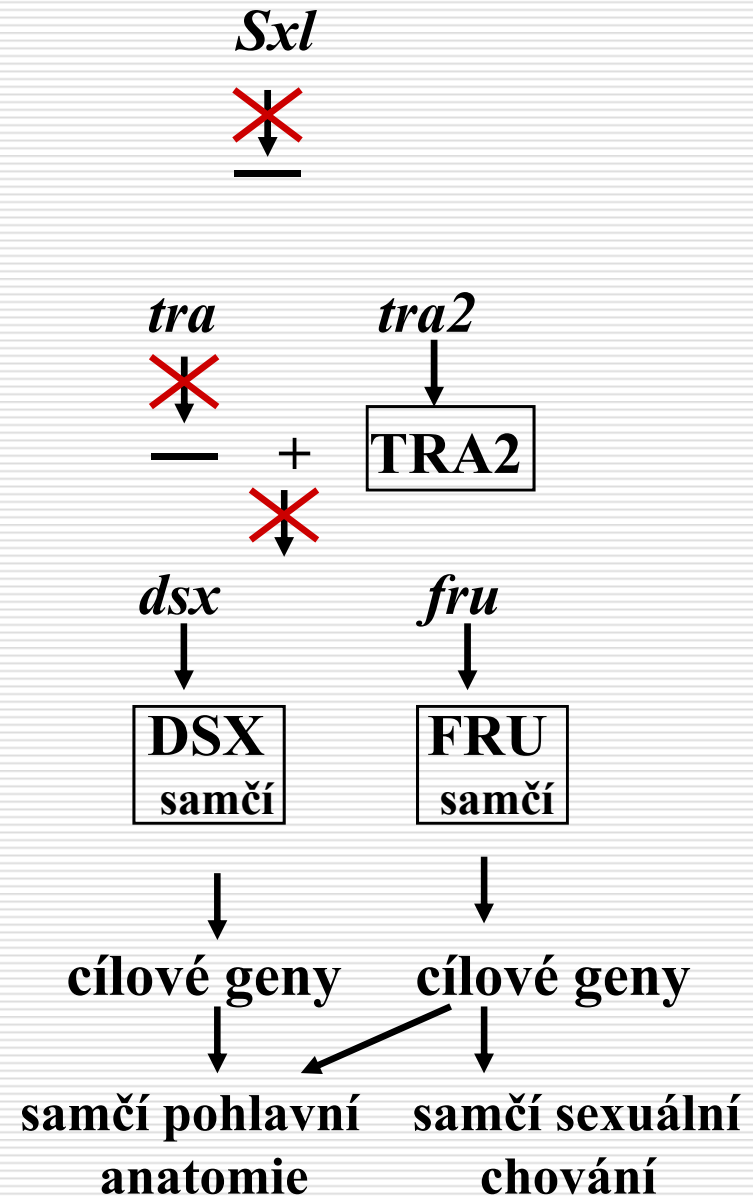 Sxl
tra tra2
+ TRA2
dsx fru
DSX FRU
samčí samčí
cílové geny cílové geny
samčí pohlavní samčí sexuální
anatomie chování